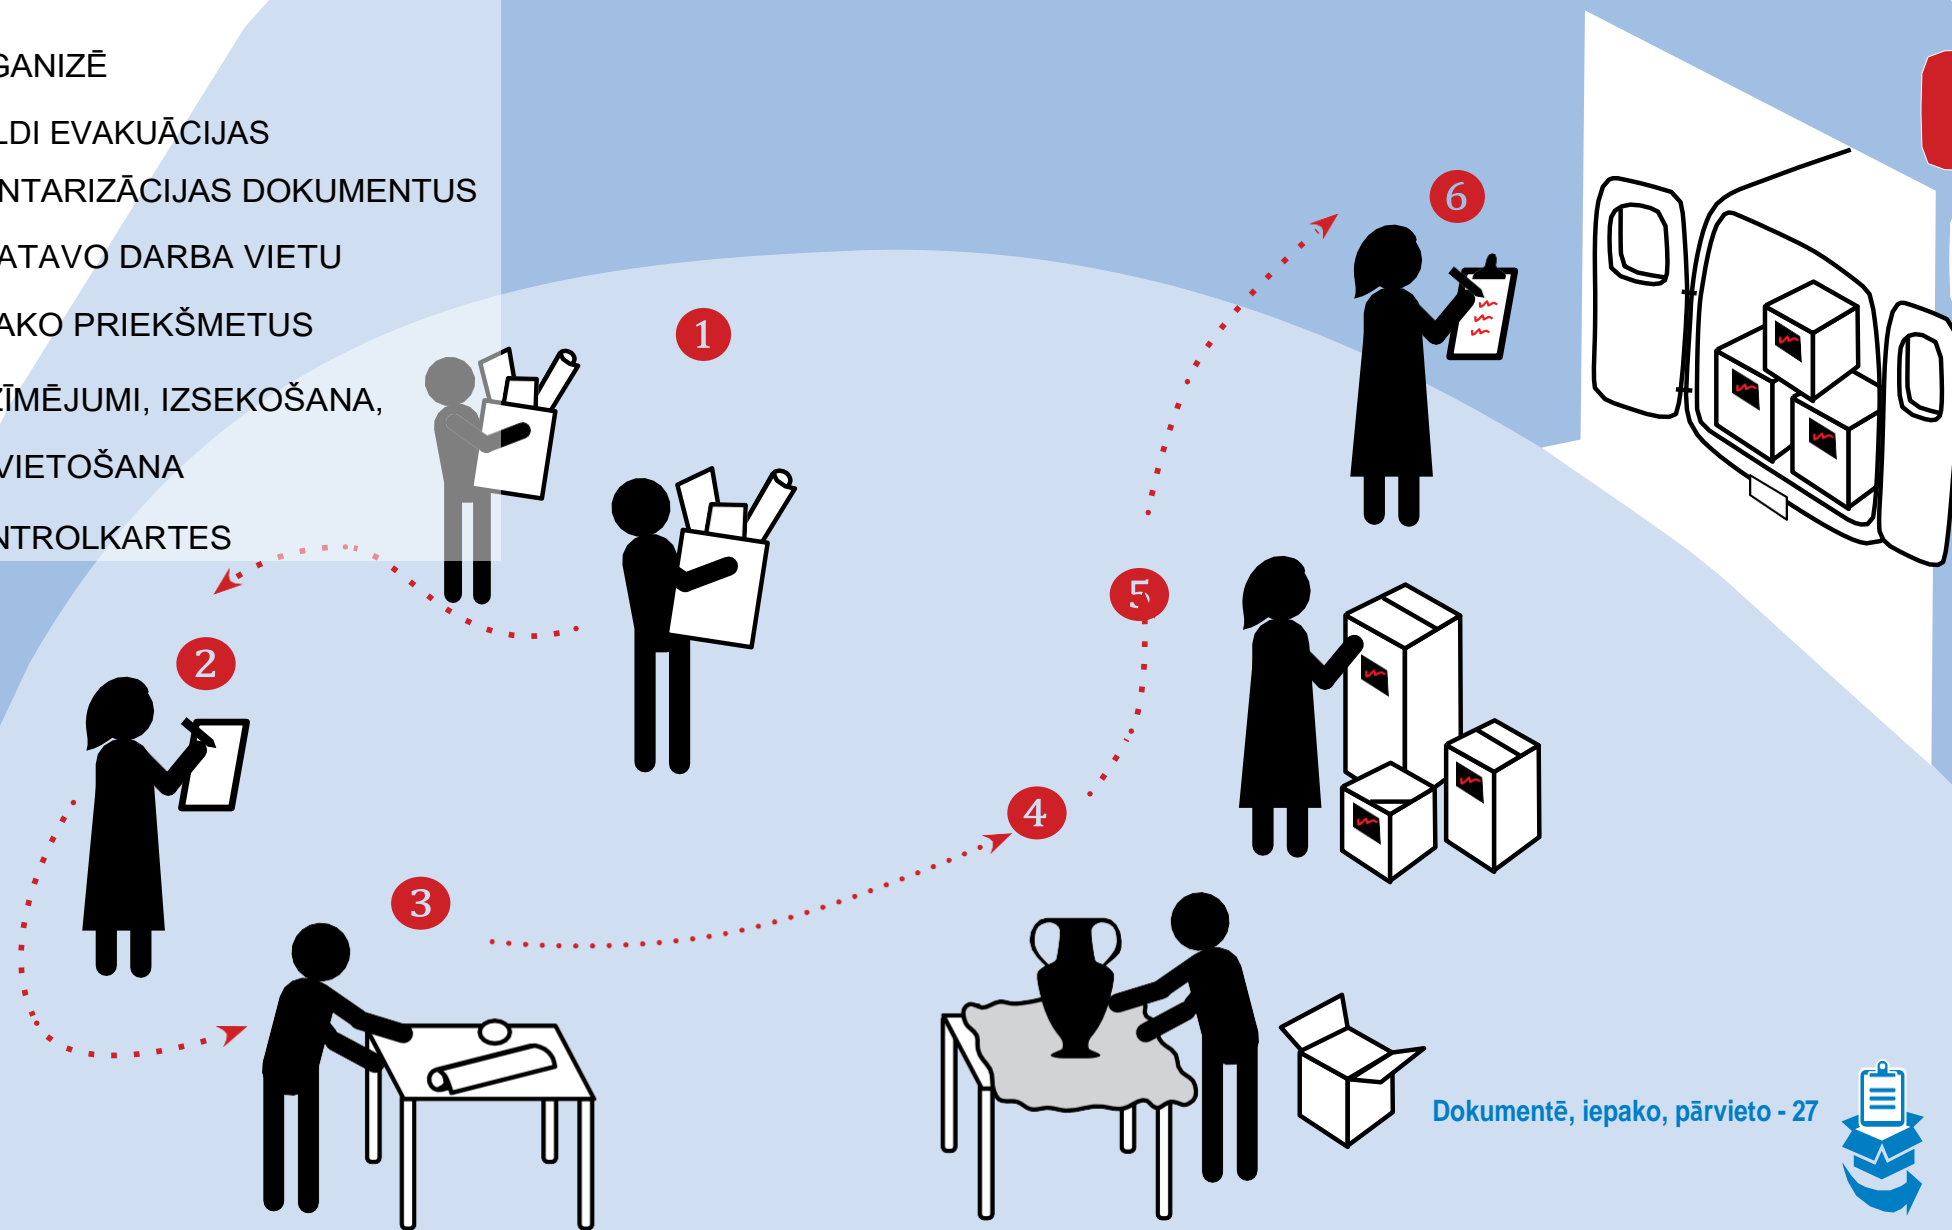 GANIZĒ
LDI EVAKUĀCIJAS
NTARIZĀCIJAS DOKUMENTUS
ATAVO DARBA VIETU
AKO PRIEKŠMETUS
ZĪMĒJUMI, IZSEKOŠANA,
VIETOŠANA
NTROLKARTES
1
2
3
4
5
6
Dokumentē, iepako, pārvieto - 27